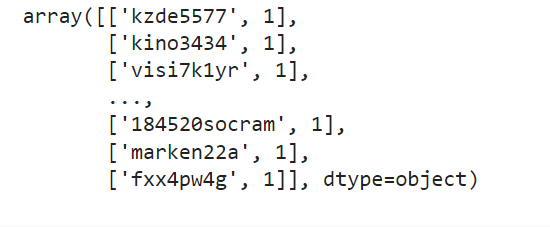 array([['kzde5577', 1],
['kino3434', 1],
['visi7k1yr', 1],
...,
['184520socram', 1],
['marken22a', 1],
['fxx4pw4g', 1]], dtype=object)